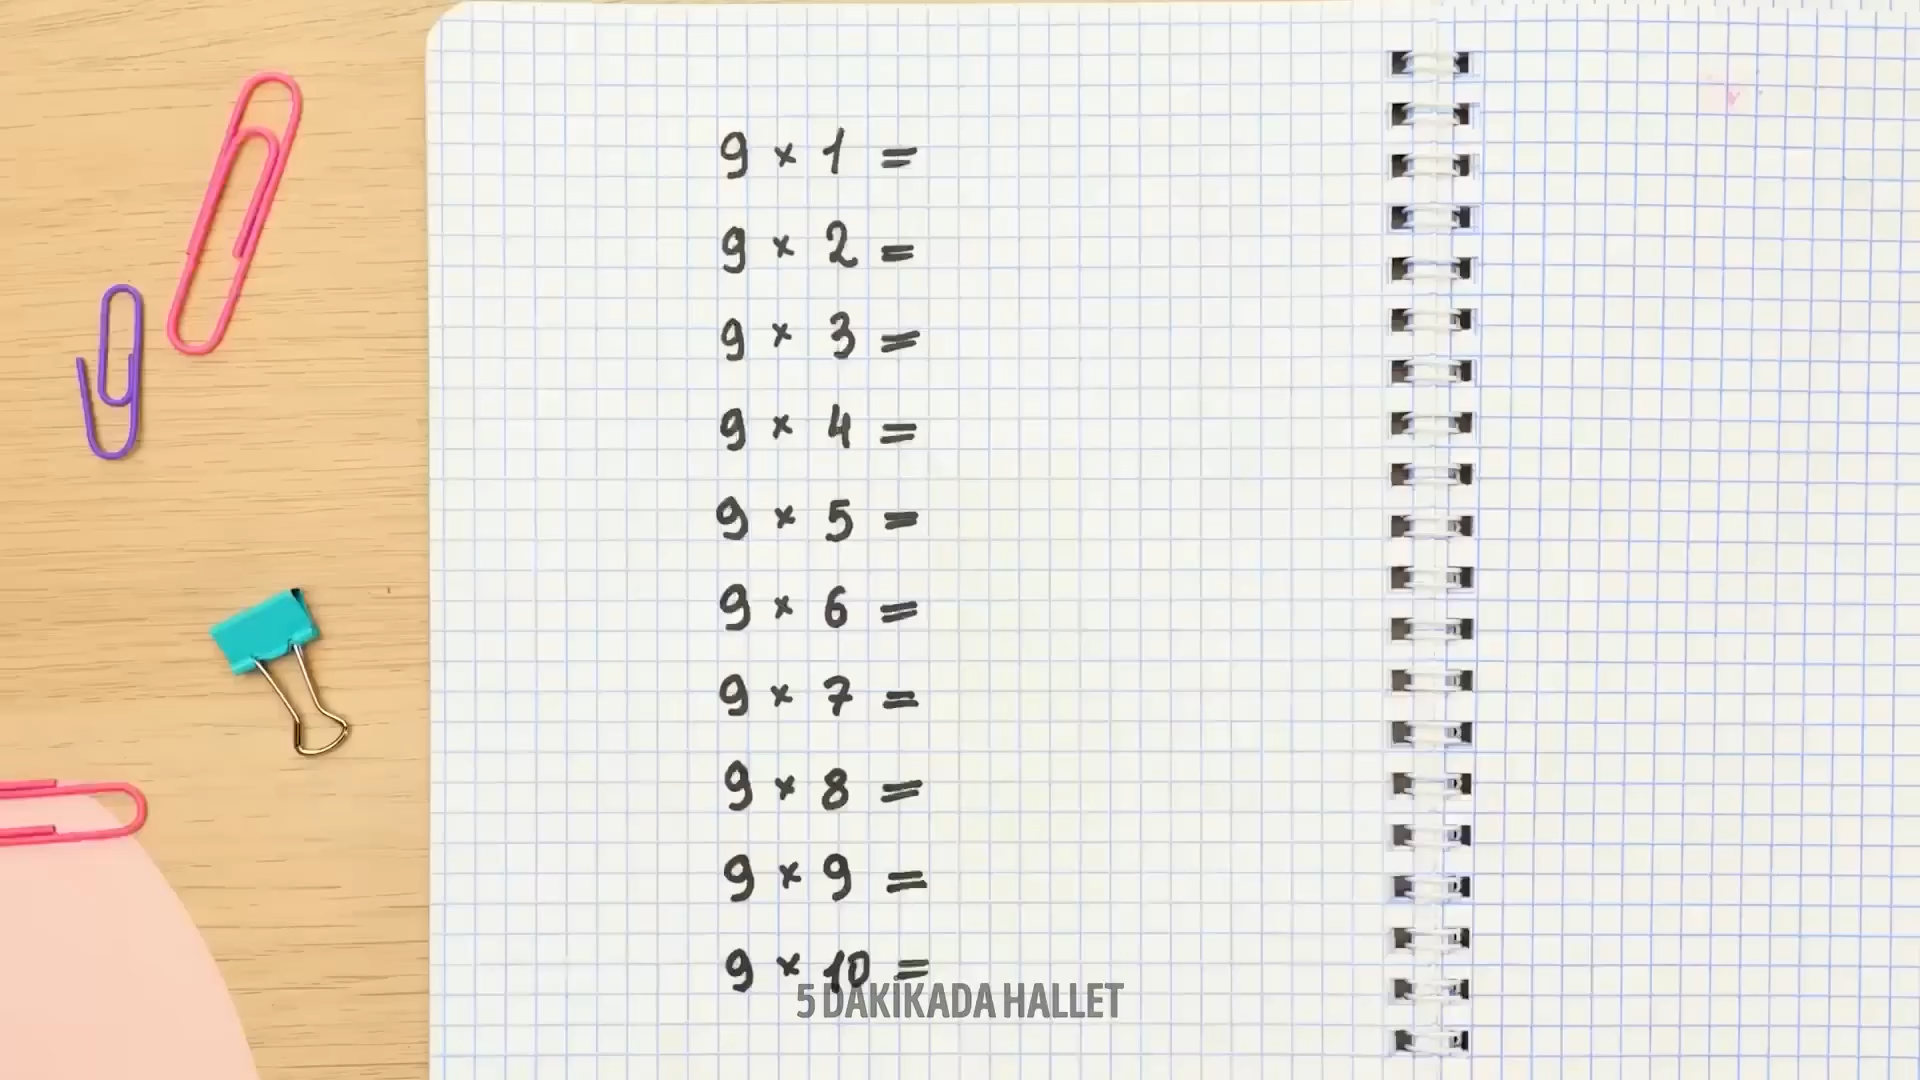 9 × 1 =
9 × 2 =
9 × 3 =
9 × 4 =
9 × 5 =
9 × 6 =
9 × 7 =
9 × 8 =
9 × 9 =
9 × 10 =
5 DAKİKADA HALLET